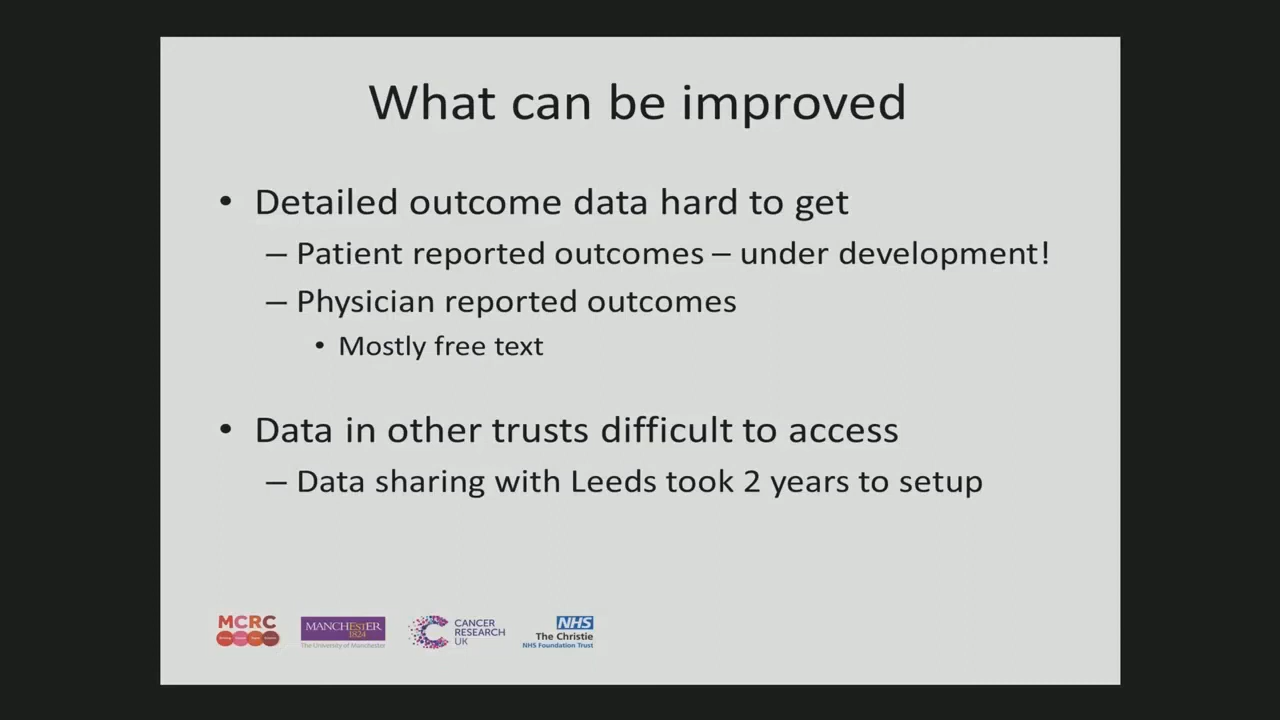 What can be improved
• Detailed outcome data hard to get
– Patient reported outcomes – under development!
– Physician reported outcomes
• Mostly free text
• Data in other trusts difficult to access
– Data sharing with Leeds took 2 years to setup
MCRC
MANCHESTER
1824
The University of Manchester
CANCER
RESEARCH
UK
NHS
The Christie
NHS Foundation Trust